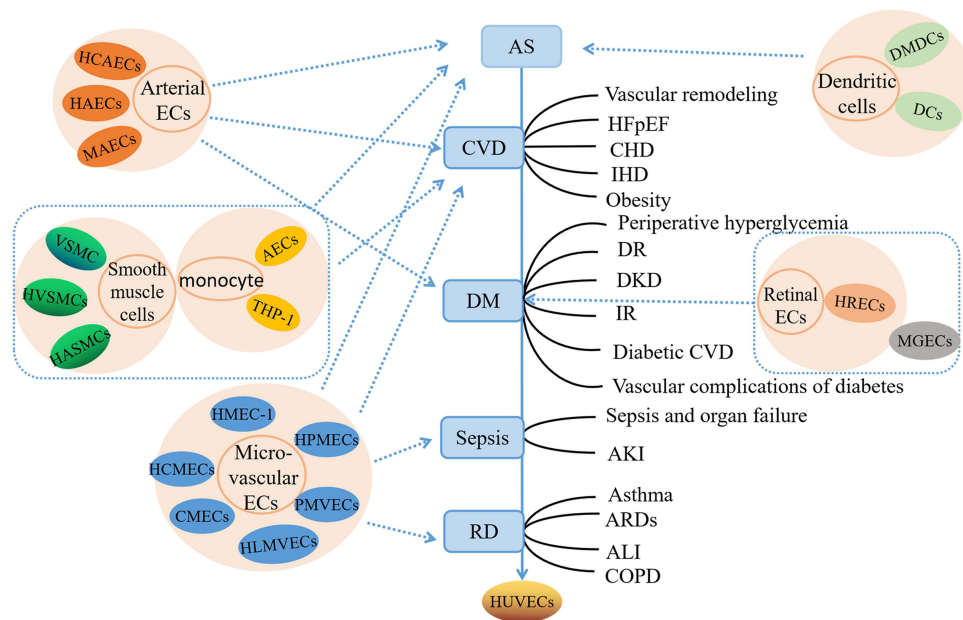 AS
HCAECs
HAECs
MAECs
Arterial
ECs
DMDCs
Dendritic
cells
DCs
CVD
Vascular remodeling
HFpEF
CHD
IHD
Obesity
VSMC
HVSMCs
HASMCs
Smooth
muscle
cells
monocyte
AECs
THP-1
DM
Periperative hyperglycemia
DR
DKD
IR
Diabetic CVD
Vascular complications of diabetes
Retinal
ECs
HRECs
MGECs
HMEC-1
HPMECs
HCMECs
Micro-
vascular
ECs
CMECs
PMVECs
HLMVECs
Sepsis
Sepsis and organ failure
AKI
RD
Asthma
ARDs
ALI
COPD
HUVECs